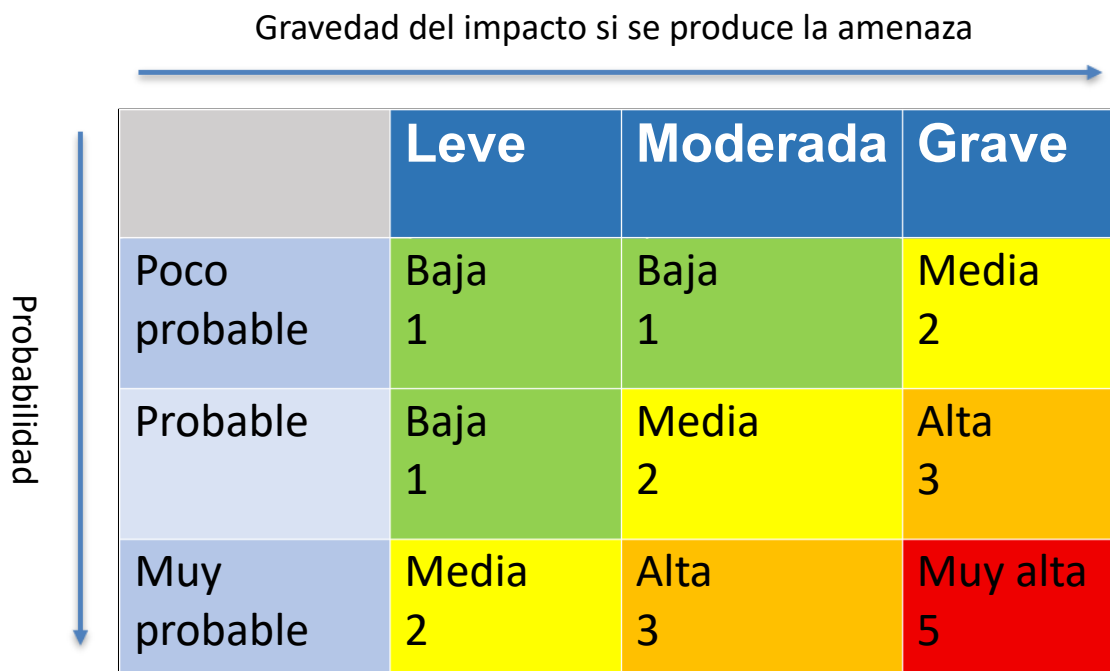 Gravedad del impacto si se produce la amenaza
Leve
Moderada
Grave
Probabilidad
Poco
probable
Baja
1
Baja
1
Media
2
Probable
Baja
1
Media
2
Alta
3
Muy
probable
Media
2
Alta
3
Muy alta
5